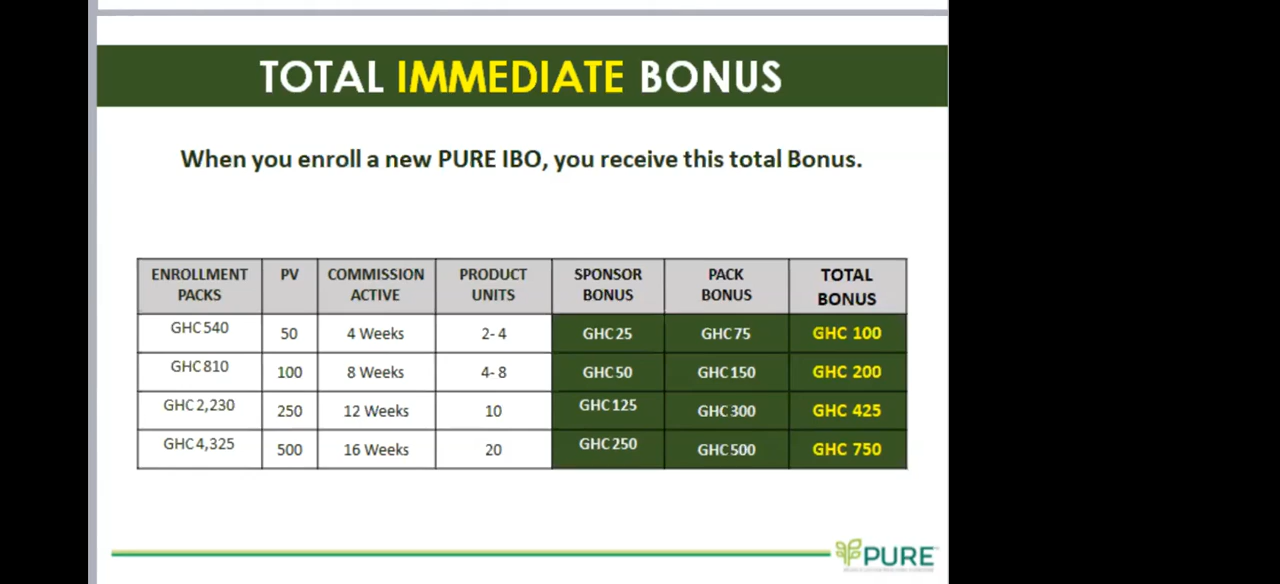 TOTAL IMMEDIATE BONUS
When you enroll a new PURE IBO, you receive this total Bonus.
ENROLLMENT PACKS PV COMMISSION ACTIVE PRODUCT UNITS SPONSOR BONUS PACK BONUS TOTAL BONUS
GHC 540 50 4 Weeks 2- 4 GHC 25 GHC 75 GHC 100
GHC 810 100 8 Weeks 4- 8 GHC 50 GHC 150 GHC 200
GHC 2,230 250 12 Weeks 10 GHC 125 GHC 300 GHC 425
GHC 4,325 500 16 Weeks 20 GHC 250 GHC 500 GHC 750
PURE